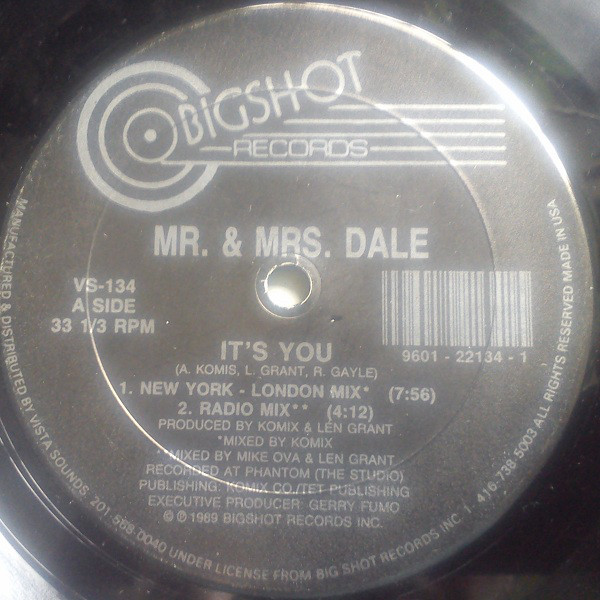 BIGSHOT
RECORDS
MR. & MRS. DALE
VS-134
A SIDE
33 1/3 RPM
9601 - 22134 - 1
IT'S YOU
(A. KOMIS, L. GRANT, R. GAYLE)
1. NEW YORK - LONDON MIX* (7:56)
2. RADIO MIX** (4:12)
PRODUCED BY KOMIX & LEN GRANT
*MIXED BY KOMIX
**MIXED BY MIKE OVA & LEN GRANT
RECORDED AT PHANTOM (THE STUDIO)
PUBLISHING: KOMIX CO./TET PUBLISHING
EXECUTIVE PRODUCER: GERRY FUMO
© ℗ 1989 BIGSHOT RECORDS INC.
MANUFACTURED & DISTRIBUTED BY VISTA SOUNDS. 201-568-0040 UNDER LICENSE FROM BIG SHOT RECORDS INC 1-416-738-5003 ALL RIGHTS RESERVED MADE IN USA